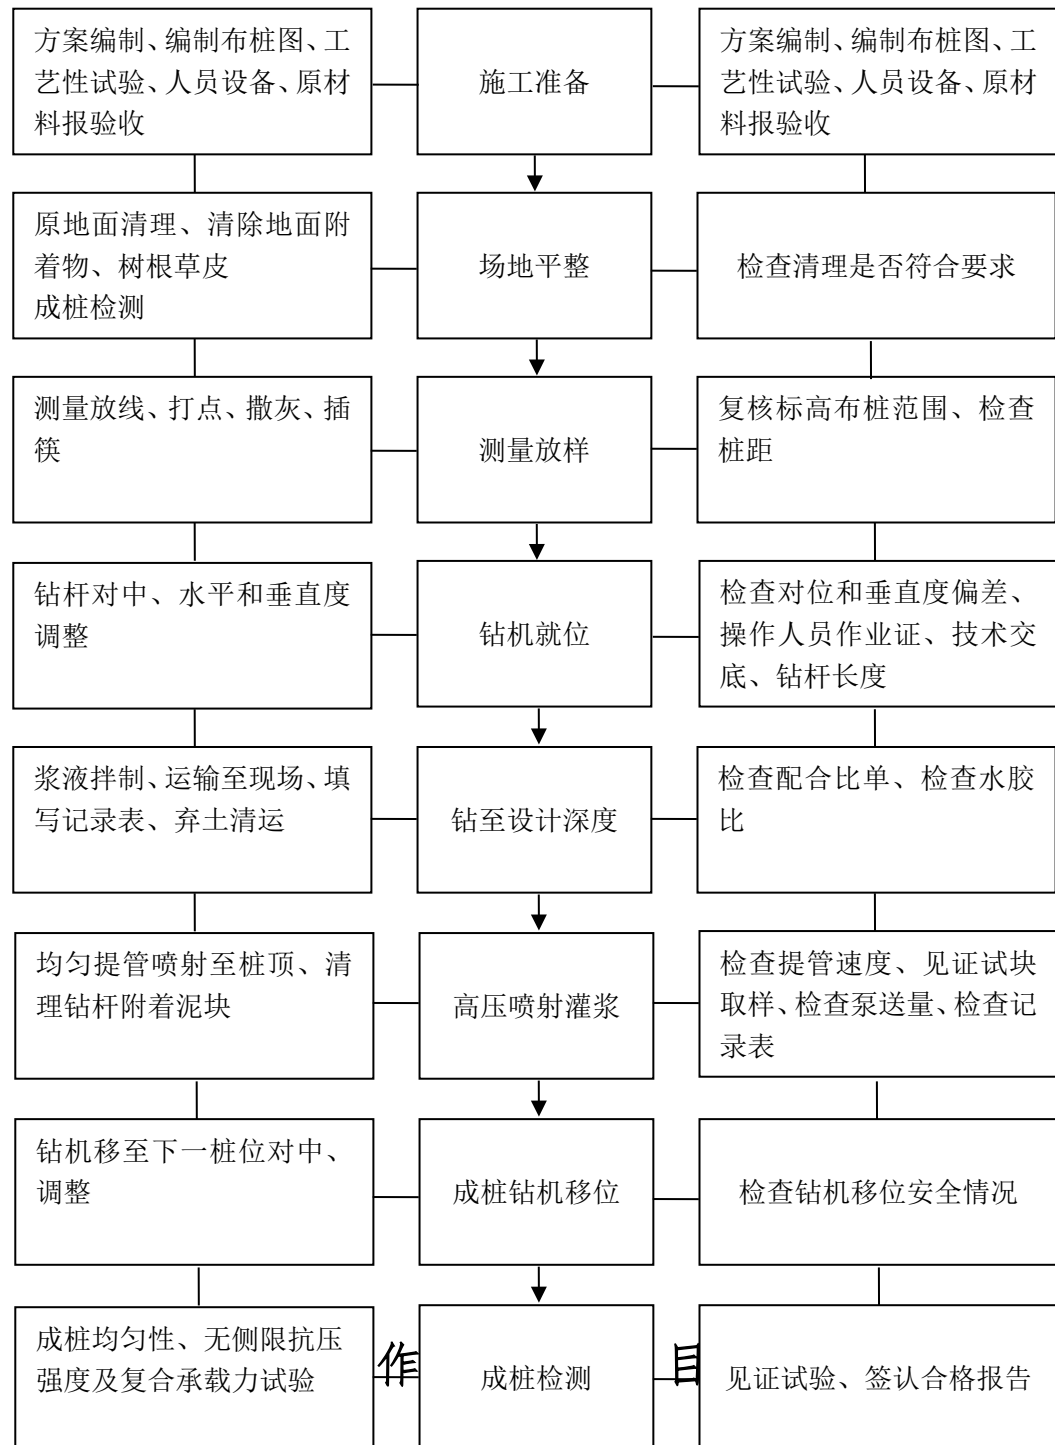 方案编制、编制布桩图、工
艺性试验、人员设备、原材
料报验收
施工准备
方案编制、编制布桩图、工
艺性试验、人员设备、原材
料报验收
原地面清理、清除地面附
着物、树根草皮
成桩检测
场地平整
检查清理是否符合要求
测量放线、打点、撒灰、插
筷
测量放样
复核标高布桩范围、检查
桩距
钻杆对中、水平和垂直度
调整
钻机就位
检查对位和垂直度偏差、
操作人员作业证、技术交
底、钻杆长度
浆液拌制、运输至现场、填
写记录表、弃土清运
钻至设计深度
检查配合比单、检查水胶
比
均匀提管喷射至桩顶、清
理钻杆附着泥块
高压喷射灌浆
检查提管速度、见证试块
取样、检查泵送量、检查记
录表
钻机移至下一桩位对中、
调整
成桩钻机移位
检查钻机移位安全情况
成桩均匀性、无侧限抗压
强度及复合承载力试验
作
成桩检测
目
见证试验、签认合格报告